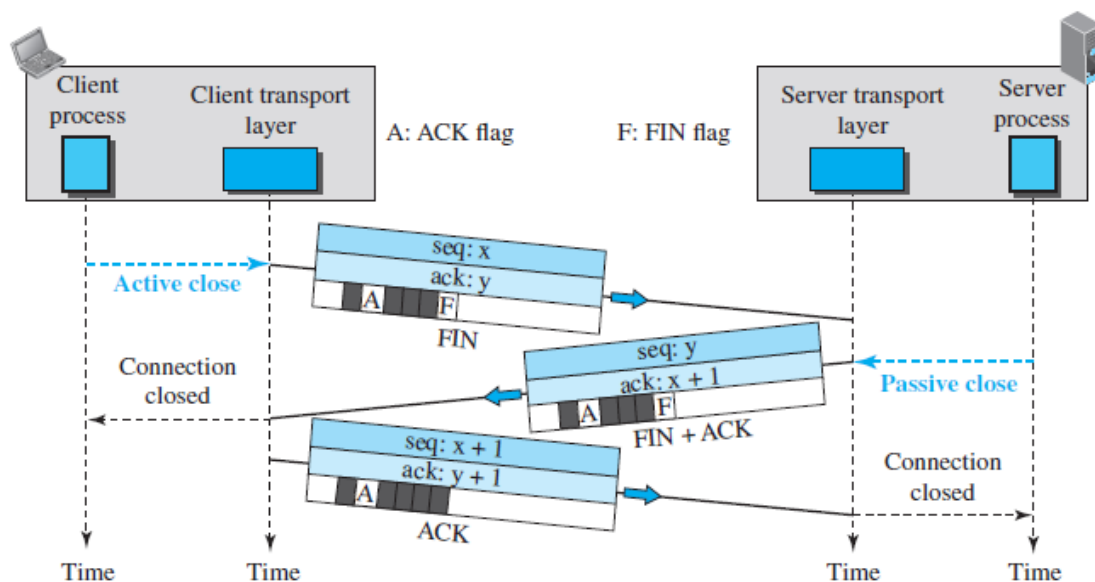 Client
process
Client transport
layer
A: ACK flag
F: FIN flag
Server transport
layer
Server
process
seq: x
ack: y
A F
FIN
Active close
seq: y
ack: x + 1
A F
FIN + ACK
Passive close
Connection
closed
seq: x + 1
ack: y + 1
A
ACK
Connection
closed
Time
Time
Time
Time